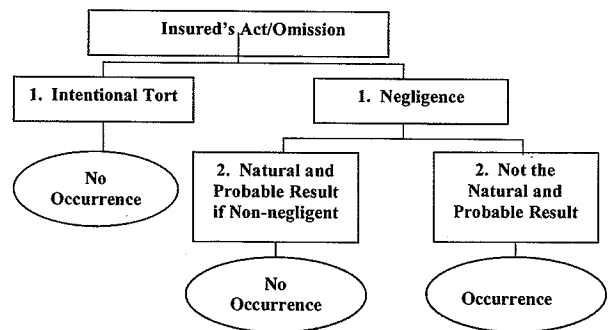 Insured's Act/Omission
1. Intentional Tort
1. Negligence
No
Occurrence
2. Natural and
Probable Result
if Non-negligent
2. Not the
Natural and
Probable Result
No
Occurrence
Occurrence